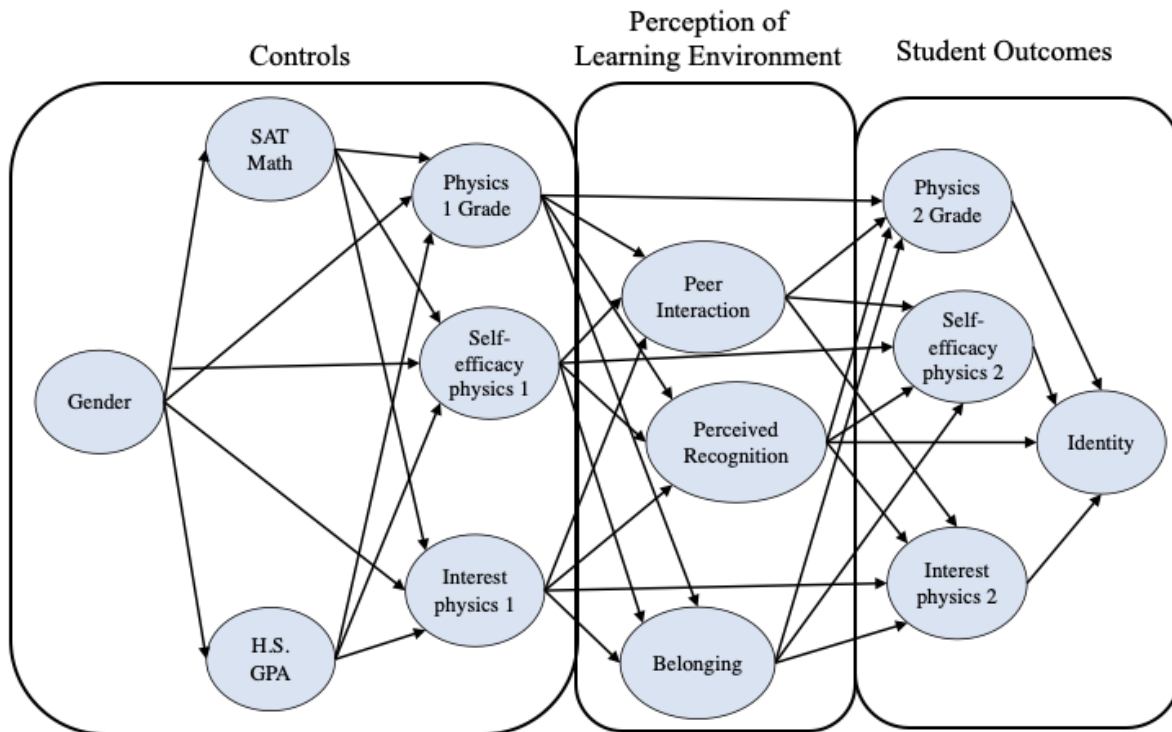 Controls
Perception of
Learning Environment
Student Outcomes
SAT
Math
Physics
1 Grade
Gender
Self-
efficacy
physics 1
Interest
physics 1
H.S.
GPA
Peer
Interaction
Perceived
Recognition
Belonging
Physics
2 Grade
Self-
efficacy
physics 2
Interest
physics 2
Identity